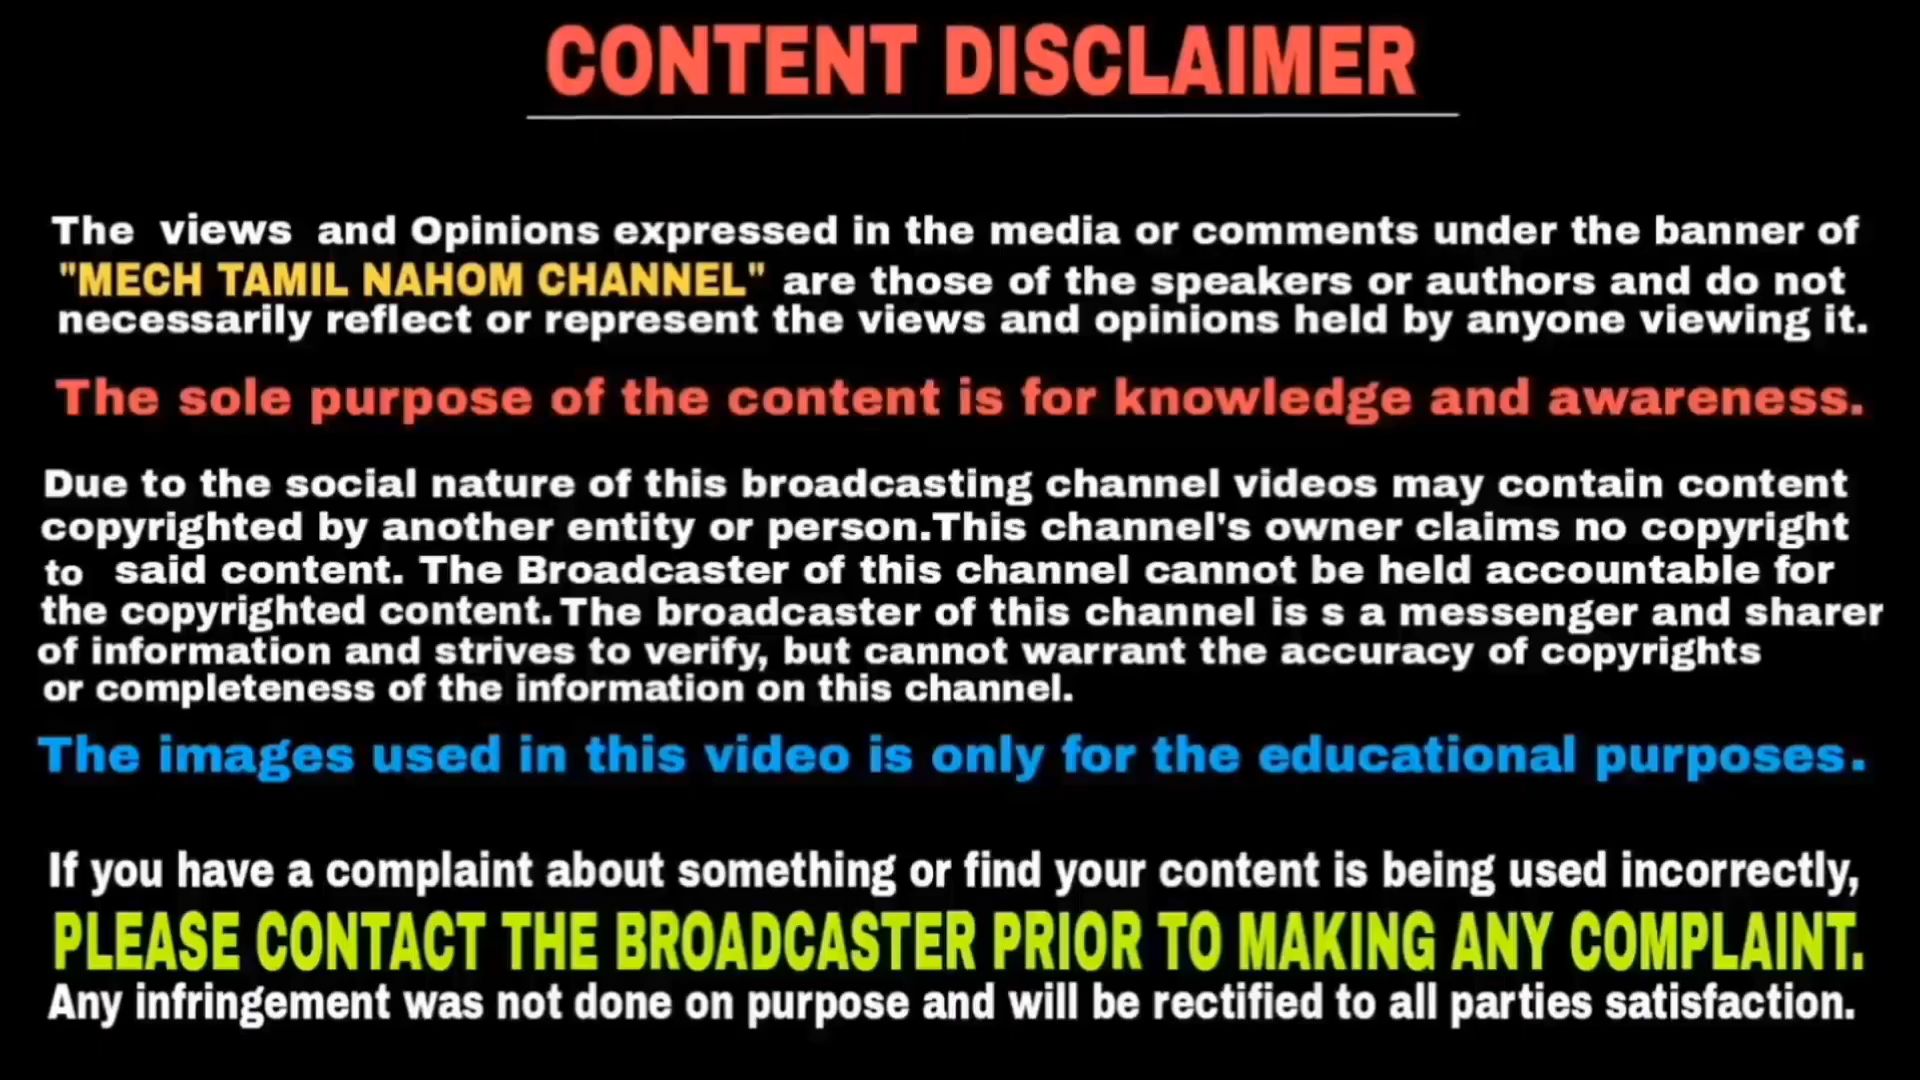 CONTENT DISCLAIMER
The views and Opinions expressed in the media or comments under the banner of
"MECH TAMIL NAHOM CHANNEL" are those of the speakers or authors and do not
necessarily reflect or represent the views and opinions held by anyone viewing it.
The sole purpose of the content is for knowledge and awareness.
Due to the social nature of this broadcasting channel videos may contain content
copyrighted by another entity or person.This channel's owner claims no copyright
to said content. The Broadcaster of this channel cannot be held accountable for
the copyrighted content. The broadcaster of this channel is s a messenger and sharer
of information and strives to verify, but cannot warrant the accuracy of copyrights
or completeness of the information on this channel.
The images used in this video is only for the educational purposes.
If you have a complaint about something or find your content is being used incorrectly,
PLEASE CONTACT THE BROADCASTER PRIOR TO MAKING ANY COMPLAINT.
Any infringement was not done on purpose and will be rectified to all parties satisfaction.